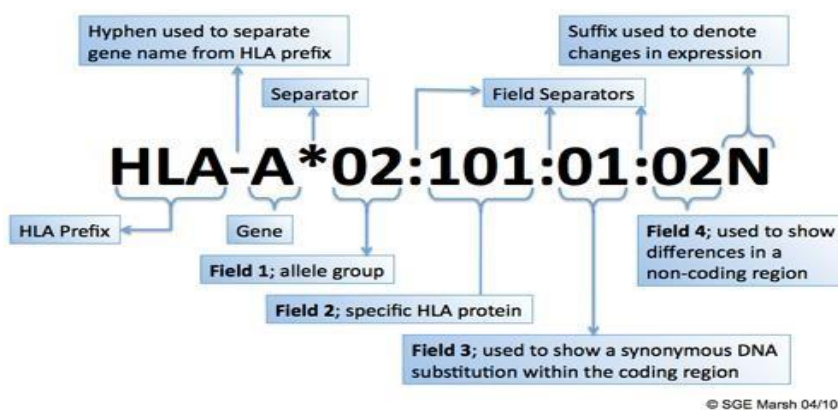 Hyphen used to separate
gene name from HLA prefix
Suffix used to denote
changes in expression
Separator
Field Separators
HLA-A*02:101:01:02N
HLA Prefix
Gene
Field 1; allele group
Field 2; specific HLA protein
Field 3; used to show a synonymous DNA
substitution within the coding region
Field 4; used to show
differences in a
non-coding region
© SGE Marsh 04/10